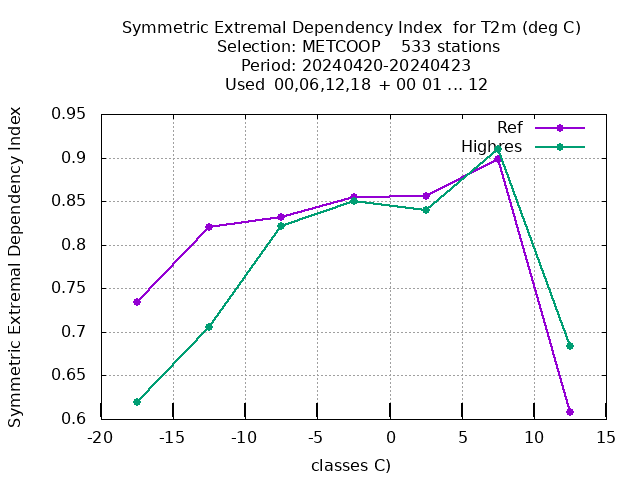 Symmetric Extremal Dependency Index for T2m (deg C)
Selection: METCOOP 533 stations
Period: 20240420-20240423
Used 00,06,12,18 + 00 01 ... 12
Symmetric Extremal Dependency Index
0.95
0.9
0.85
0.8
0.75
0.7
0.65
0.6
Ref
Highres
-20 -15 -10 -5 0 5 10 15
classes C)